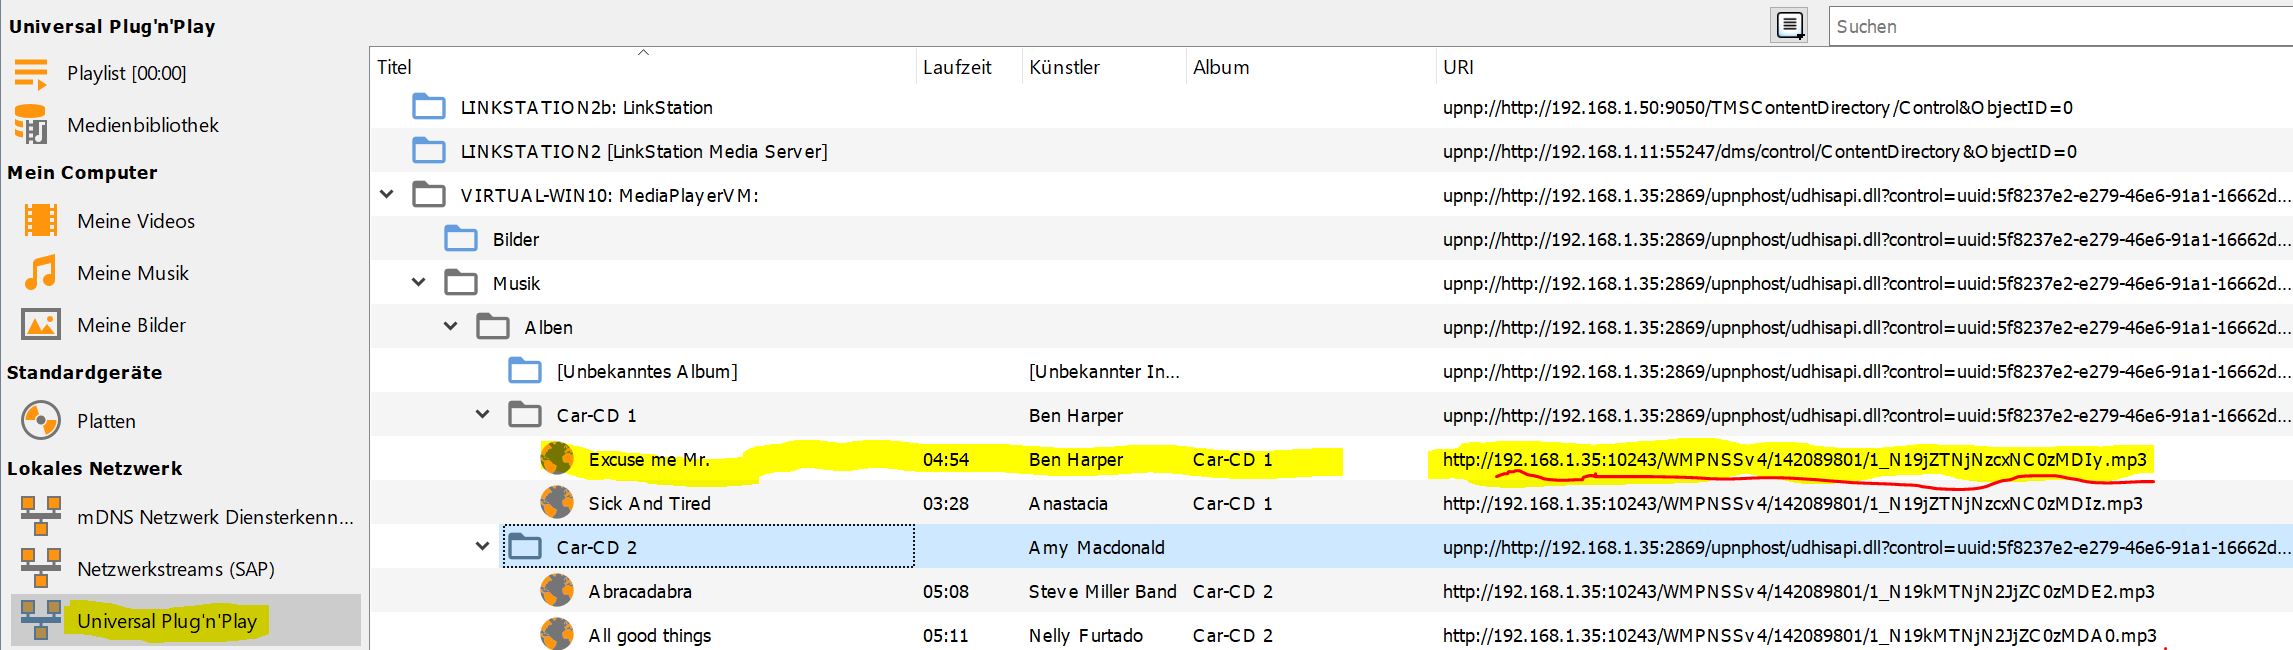 Universal Plug'n'Play
Suchen
Playlist [00:00]
Medienbibliothek
Mein Computer
Meine Videos
Meine Musik
Meine Bilder
Standardgeräte
Platten
Lokales Netzwerk
mDNS Netzwerk Diensterkenn...
Netzwerkstreams (SAP)
Universal Plug'n'Play
Titel Laufzeit Künstler Album URI
LINKSTATION2b: LinkStation upnp://http://192.168.1.50:9050/TMSContentDirectory/Control&ObjectID=0
LINKSTATION2 [LinkStation Media Server] upnp://http://192.168.1.11:55247/dms/control/ContentDirectory&ObjectID=0
VIRTUAL-WIN10: MediaPlayerVM: upnp://http://192.168.1.35:2869/upnphost/udhisapi.dll?control=uuid:5f8237e2-e279-46e6-91a1-16662d...
Bilder upnp://http://192.168.1.35:2869/upnphost/udhisapi.dll?control=uuid:5f8237e2-e279-46e6-91a1-16662d...
Musik upnp://http://192.168.1.35:2869/upnphost/udhisapi.dll?control=uuid:5f8237e2-e279-46e6-91a1-16662d...
Alben upnp://http://192.168.1.35:2869/upnphost/udhisapi.dll?control=uuid:5f8237e2-e279-46e6-91a1-16662d...
[Unbekanntes Album] [Unbekannter In... upnp://http://192.168.1.35:2869/upnphost/udhisapi.dll?control=uuid:5f8237e2-e279-46e6-91a1-16662d...
Car-CD 1 Ben Harper upnp://http://192.168.1.35:2869/upnphost/udhisapi.dll?control=uuid:5f8237e2-e279-46e6-91a1-16662d...
Excuse me Mr. 04:54 Ben Harper Car-CD 1 http://192.168.1.35:10243/WMPNSSv4/142089801/1_N19jZTNjNzcxNC0zMDIy.mp3
Sick And Tired 03:28 Anastacia Car-CD 1 http://192.168.1.35:10243/WMPNSSv4/142089801/1_N19jZTNjNzcxNC0zMDIz.mp3
Car-CD 2 Amy Macdonald upnp://http://192.168.1.35:2869/upnphost/udhisapi.dll?control=uuid:5f8237e2-e279-46e6-91a1-16662d...
Abracadabra 05:08 Steve Miller Band Car-CD 2 http://192.168.1.35:10243/WMPNSSv4/142089801/1_N19kMTNjN2JjZC0zMDE2.mp3
All good things 05:11 Nelly Furtado Car-CD 2 http://192.168.1.35:10243/WMPNSSv4/142089801/1_N19kMTNjN2JjZC0zMDA0.mp3